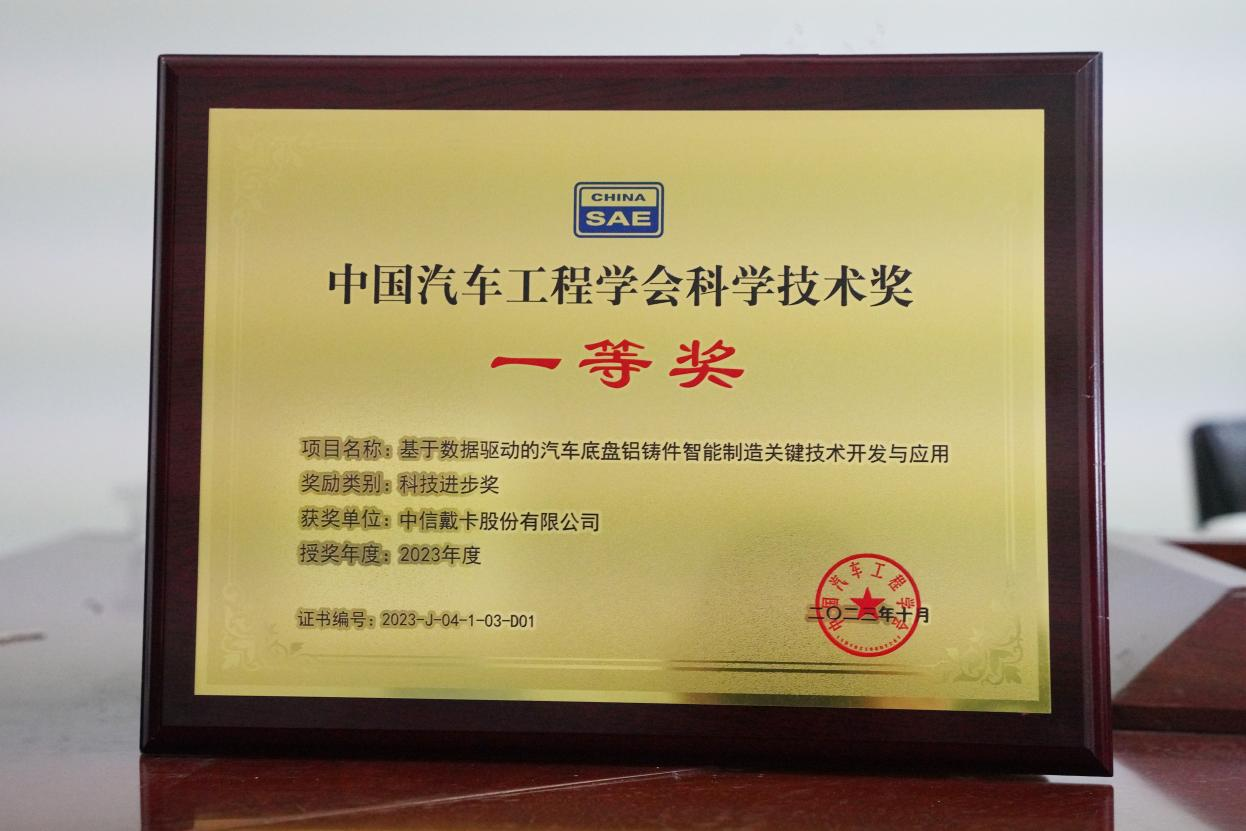 CHINA
SAE
中国汽车工程学会科学技术奖
一等奖
项目名称：基于数据驱动的汽车底盘铝铸件智能制造关键技术开发与应用
奖励类别：科技进步奖
获奖单位：中信戴卡股份有限公司
授奖年度：2023年度
证书编号：2023-J-04-1-03-D01
中国汽车工程学会
二〇二三年十月